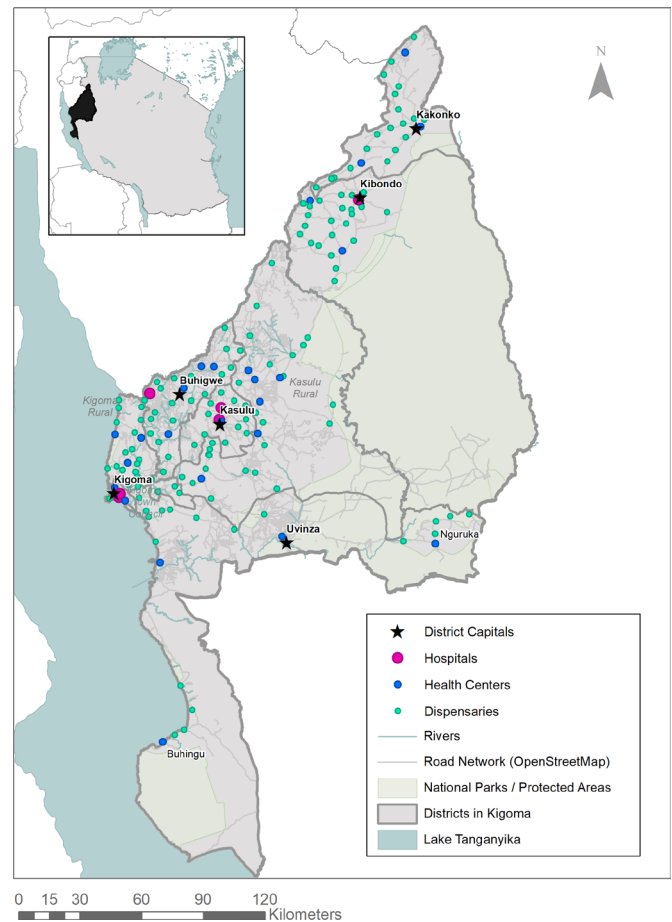 N
Kakonko
Kibondo
Buhigwe
Kigoma
Rural
Kasulu
Rural
Kasulu
Kigoma
Town
Council
Uvinza
Nguruka
Buhingu
District Capitals
Hospitals
Health Centers
Dispensaries
Rivers
Road Network (OpenStreetMap)
National Parks / Protected Areas
Districts in Kigoma
Lake Tanganyika
0 15 30 60 90 120
Kilometers